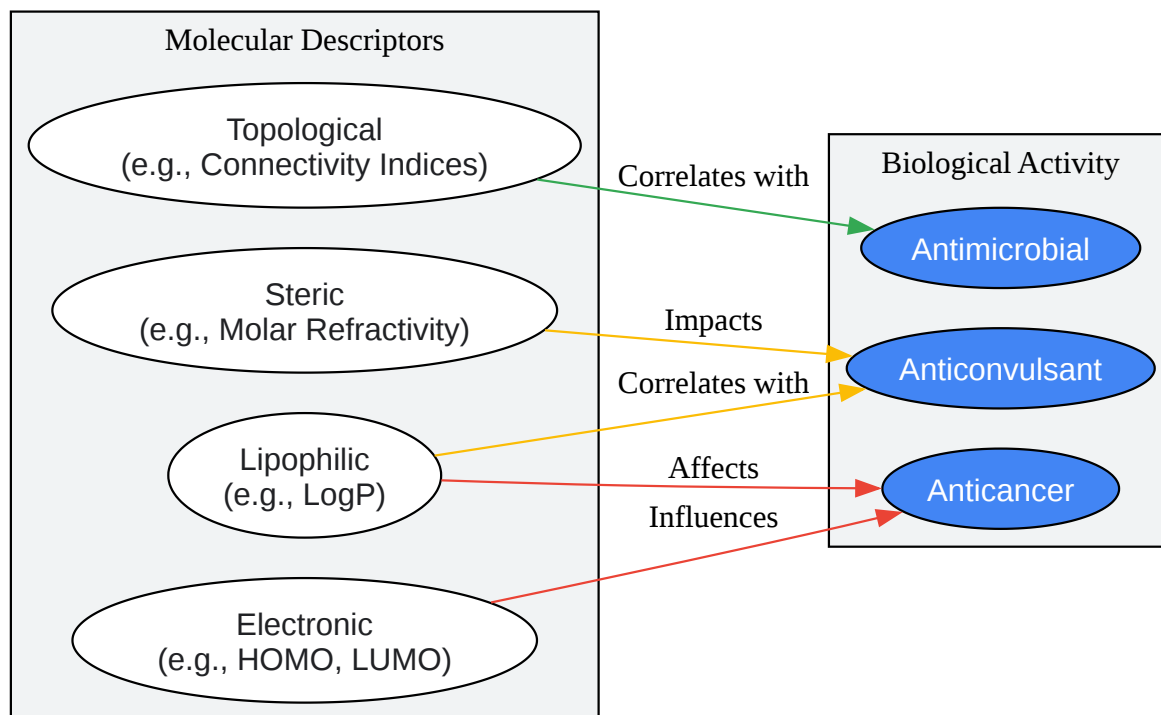 Molecular Descriptors
Topological
(e.g., Connectivity Indices)
Steric
(e.g., Molar Refractivity)
Lipophilic
(e.g., LogP)
Electronic
(e.g., HOMO, LUMO)
Correlates with
Impacts
Correlates with
Affects
Influences
Biological Activity
Antimicrobial
Anticonvulsant
Anticancer